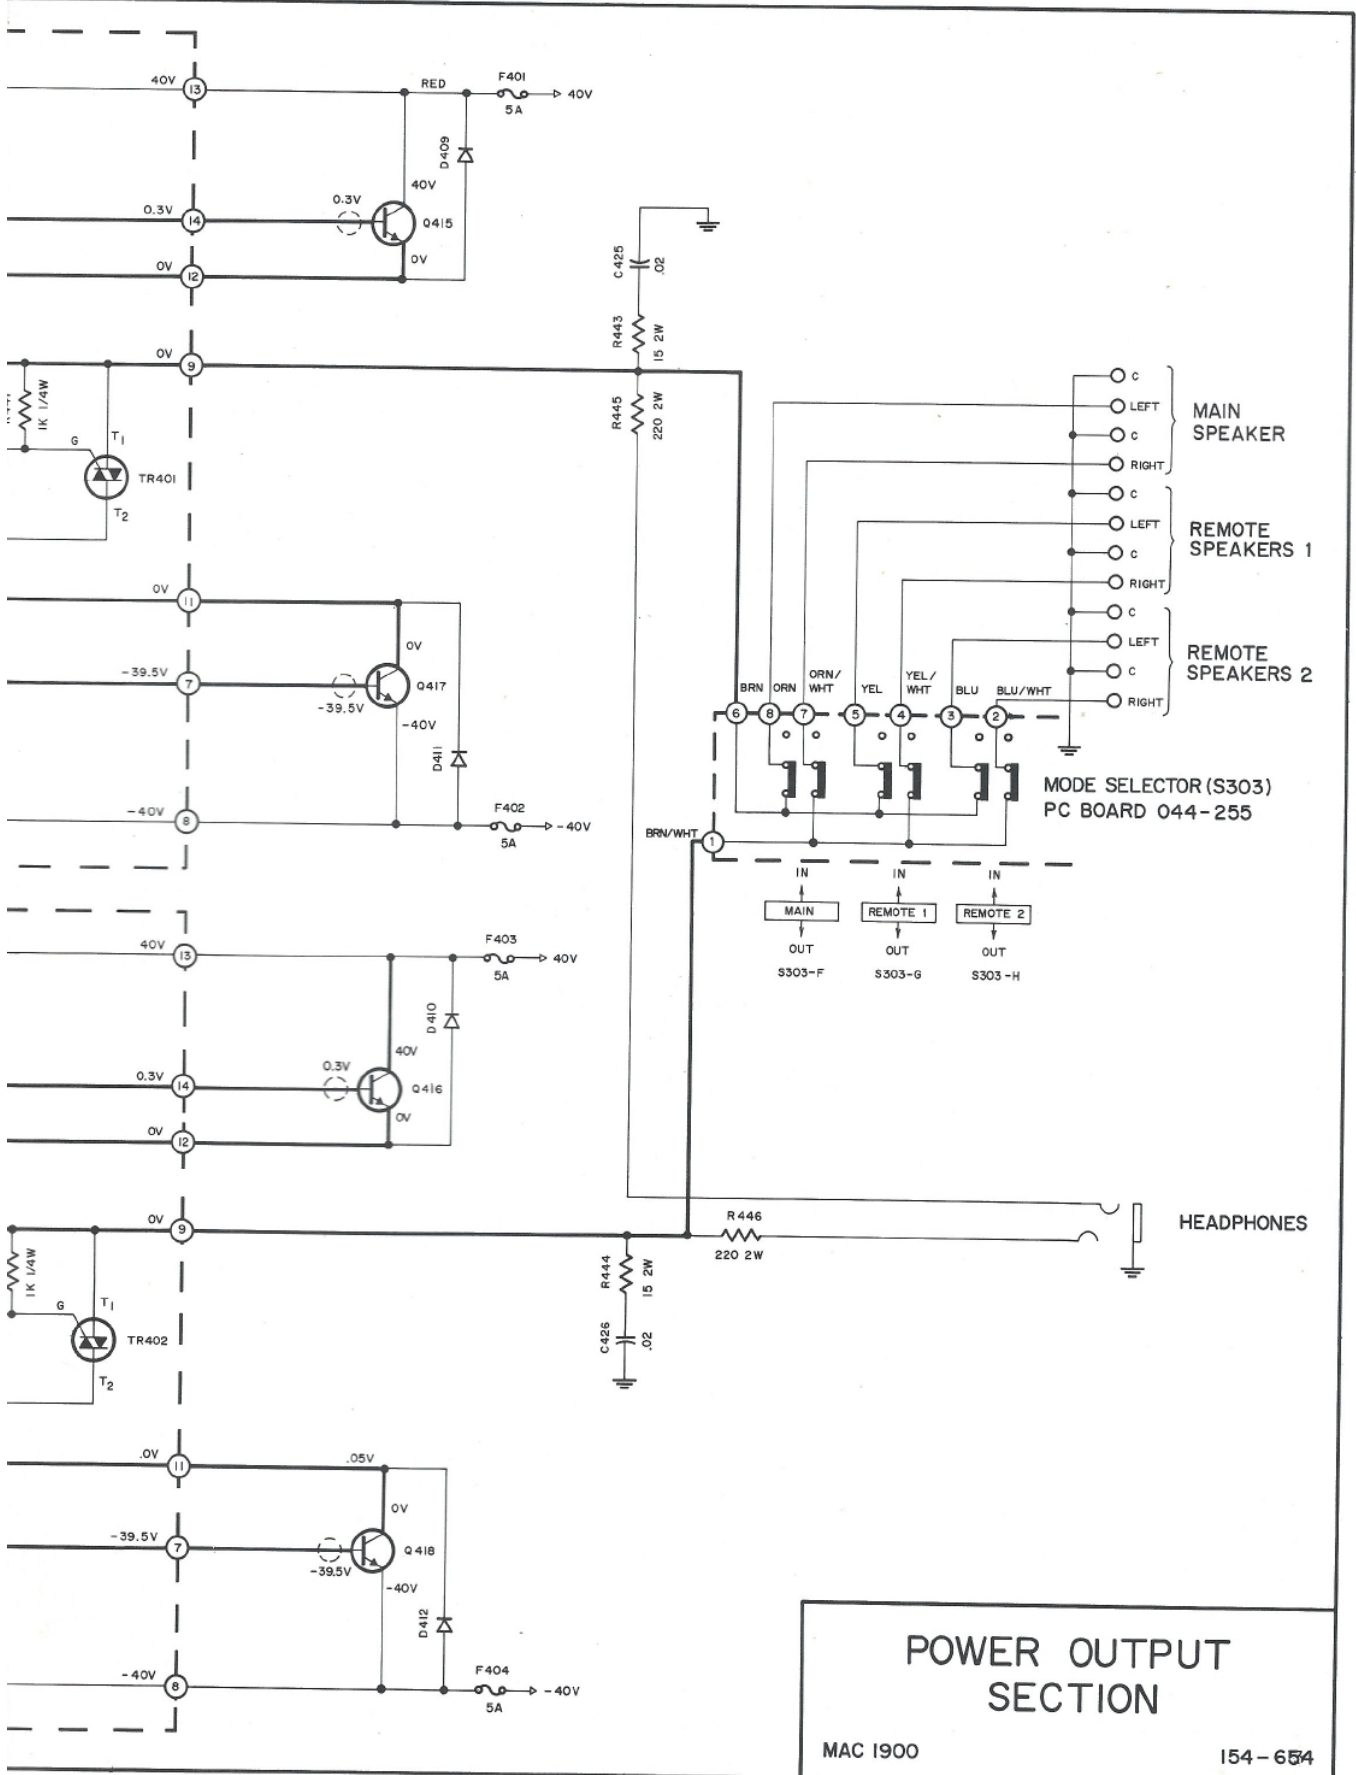 40V
13
RED
F401
5A
40V
D409
0.3V
14
0.3V
40V
Q415
0V
12
0V
C425
.02
R443
15 2W
0V
9
1K 1/4W
R445
220 2W
G
T1
TR401
T2
C
LEFT
C
RIGHT
MAIN
SPEAKER
C
LEFT
C
RIGHT
REMOTE
SPEAKERS 1
C
LEFT
C
RIGHT
REMOTE
SPEAKERS 2
0V
11
0V
-39.5V
7
-39.5V
Q417
-40V
D411
-40V
8
F402
5A
-40V
BRN
ORN
ORN/
WHT
YEL
YEL/
WHT
BLU
BLU/WHT
6
8
7
5
4
3
2
MODE SELECTOR (S303)
PC BOARD 044-255
BRN/WHT
1
IN
IN
IN
MAIN
REMOTE 1
REMOTE 2
OUT
OUT
OUT
S303-F
S303-G
S303-H
40V
13
F403
5A
40V
D410
40V
0.3V
14
0.3V
Q416
0V
0V
12
0V
9
R446
220 2W
HEADPHONES
1K 1/4W
R444
15 2W
G
T1
TR402
T2
C426
.02
.0V
11
.05V
0V
-39.5V
7
-39.5V
Q418
-40V
D412
-40V
8
F404
5A
-40V
POWER OUTPUT
SECTION
MAC 1900